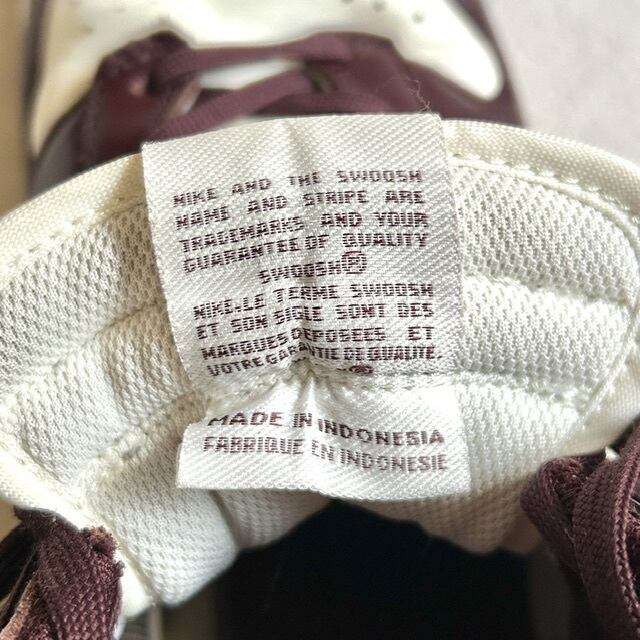 NIKE AND THE SWOOSH
NAME AND STRIPE ARE
TRADEMARKS AND YOUR
GUARANTEE OF QUALITY
SWOOSH®
NIKE.LE TERME SWOOSH
ET SON SIGLE SONT DES
MARQUES DEPOREES ET
VOTRE GARANTIE DE QUALITE.
®
MADE IN INDONESIA
FABRIQUE EN INDONESIE